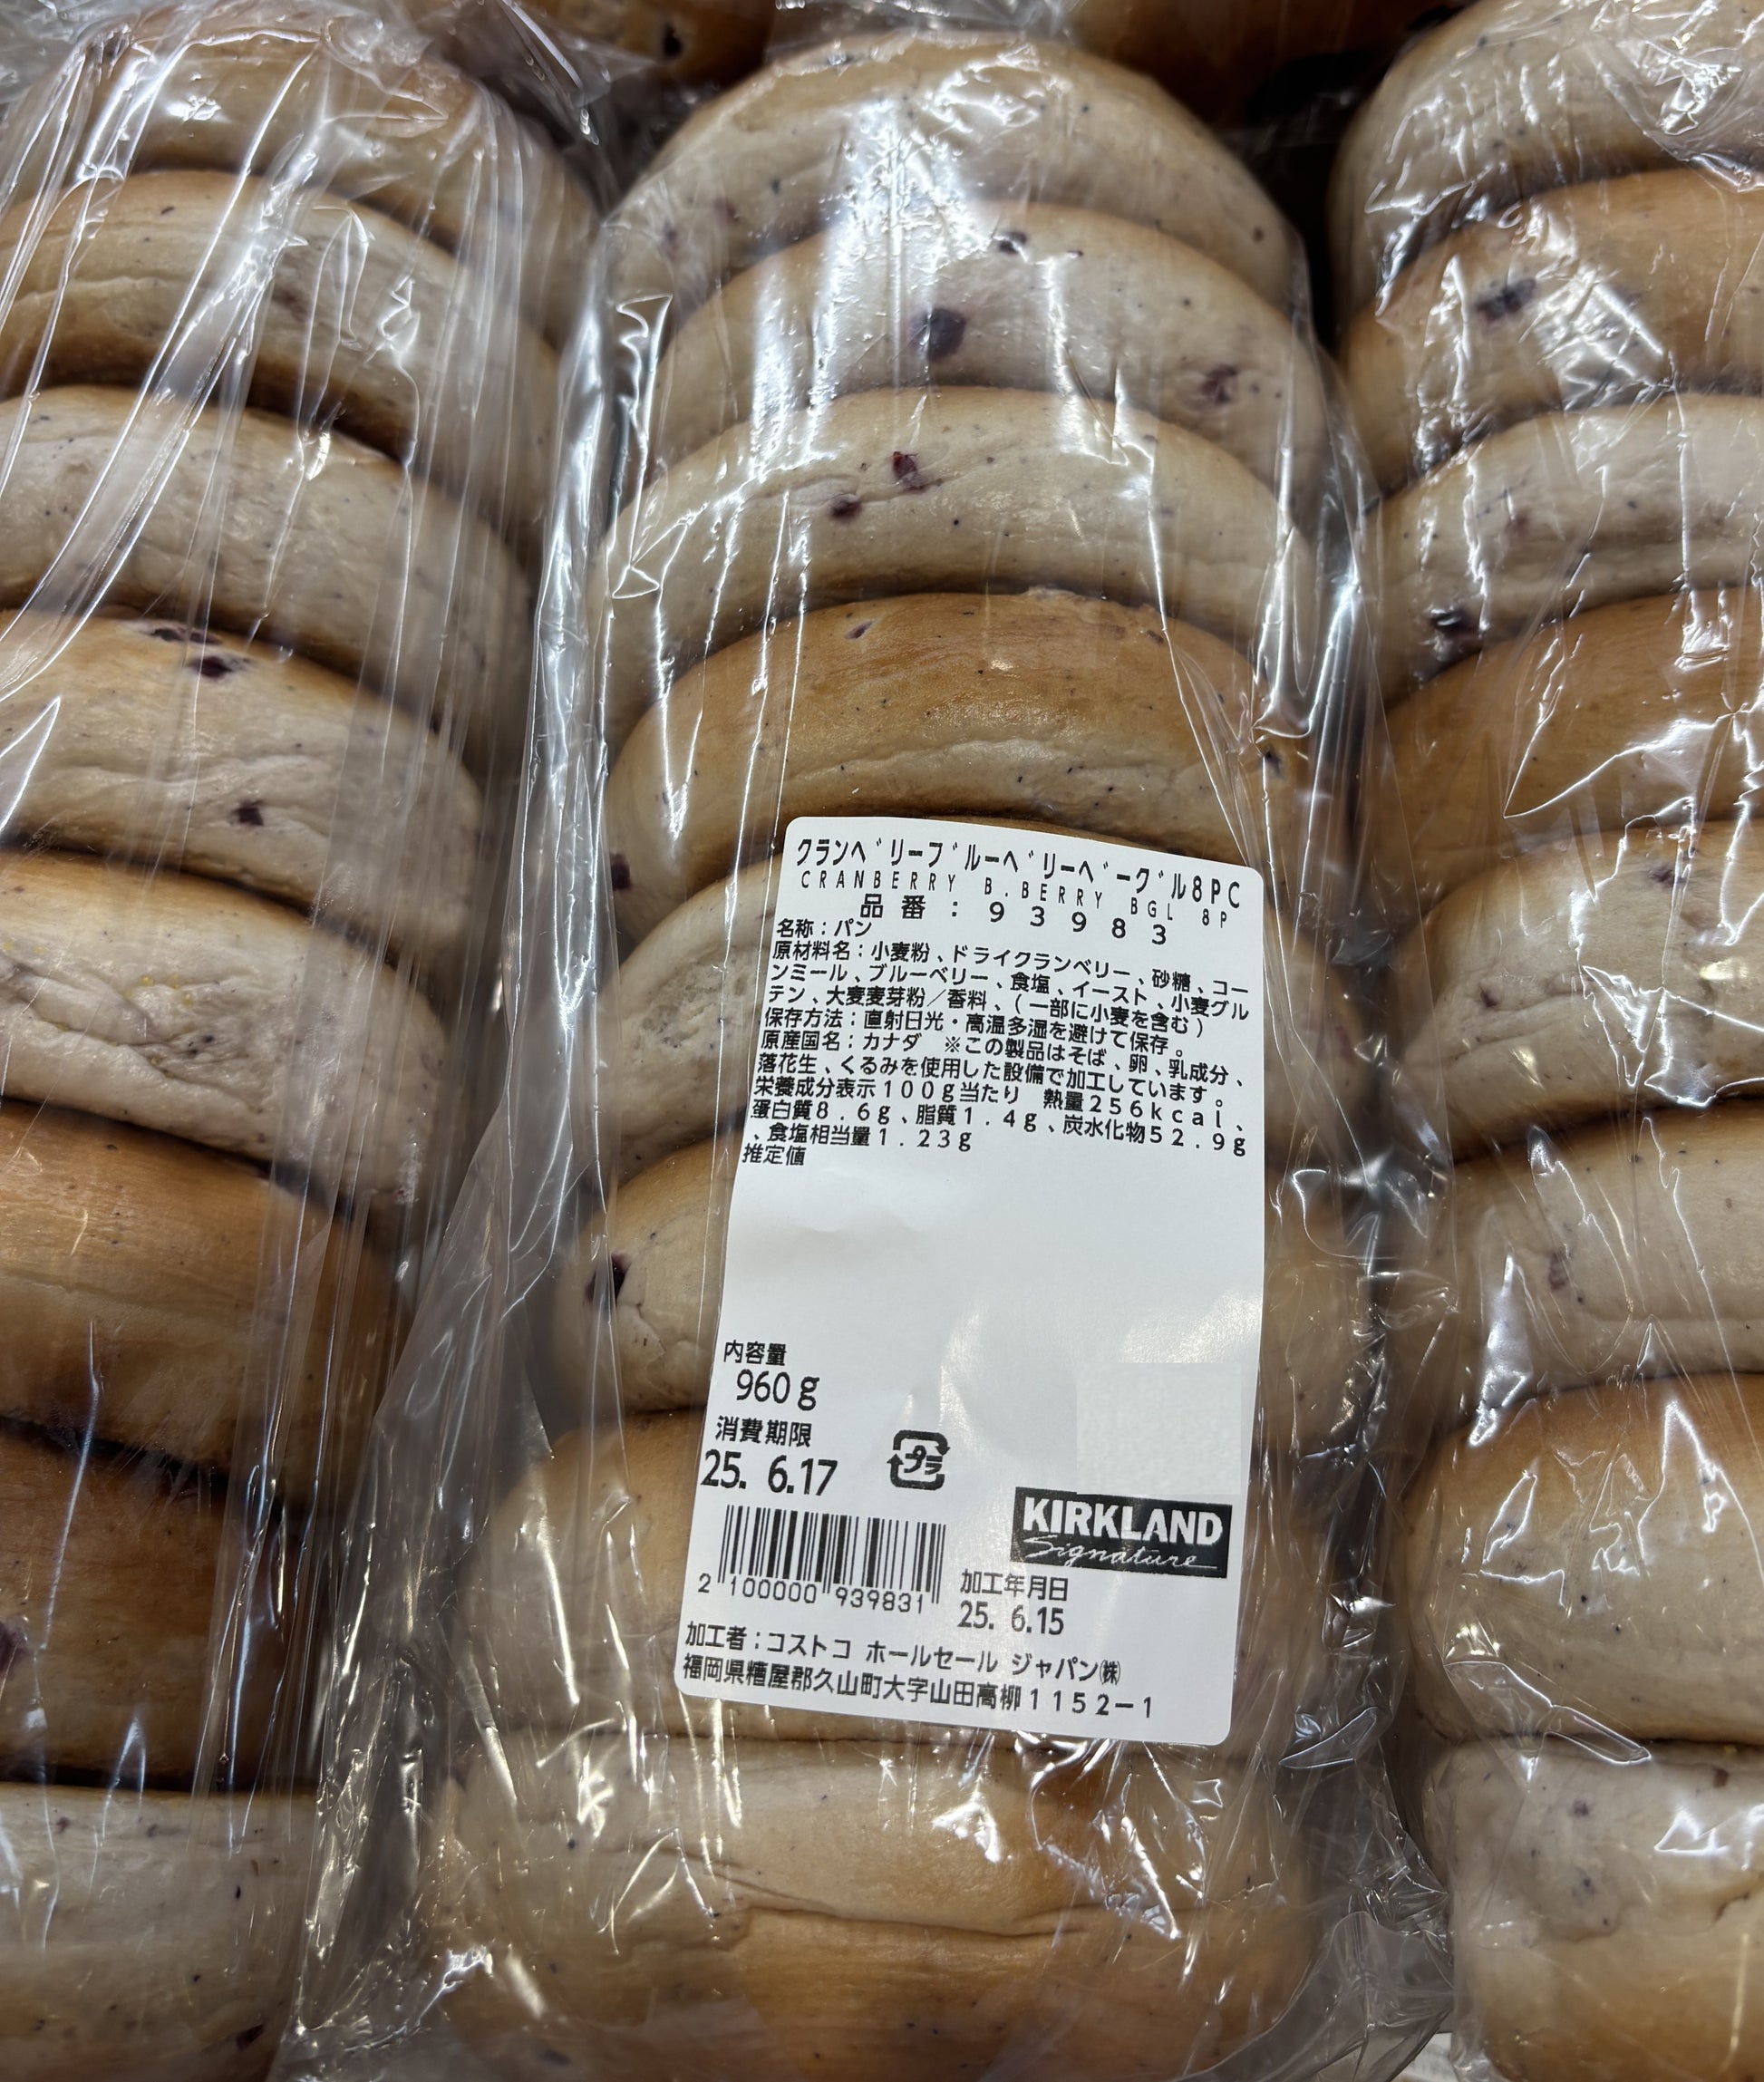 クランベリーブルーベリーベーグル8PC
CRANBERRY B.BERRY BGL 8P
品番：93983
名称：パン
原材料名：小麦粉、ドライクランベリー、砂糖、コー
ンミール、ブルーベリー、食塩、イースト、小麦グル
テン、大麦麦芽粉／香料、（一部に小麦を含む）
保存方法：直射日光・高温多湿を避けて保存。
原産国名：カナダ　※この製品はそば、卵、乳成分、
落花生、くるみを使用した設備で加工しています。
栄養成分表示100g当たり　熱量256kcal、
蛋白質8.6g、脂質1.4g、炭水化物52.9g
、食塩相当量1.23g
推定値
内容量
960g
消費期限
25. 6.17
プラ
KIRKLAND
Signature
2 100000 939831
加工年月日
25. 6.15
加工者：コストコ ホールセール ジャパン㈱
福岡県糟屋郡久山町大字山田高柳1152-1